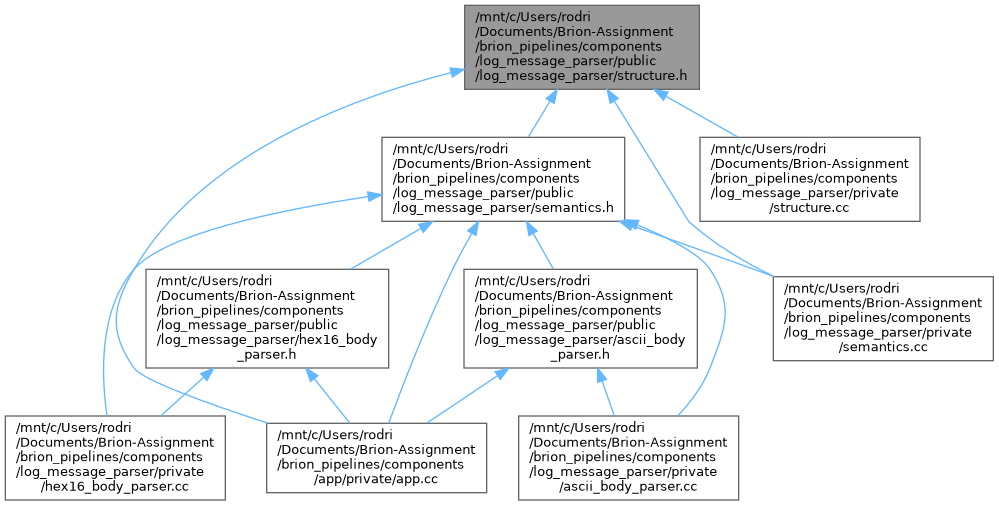 /mnt/c/Users/rodri
/Documents/Brion-Assignment
/brion_pipelines/components
/log_message_parser/public
/log_message_parser/structure.h
/mnt/c/Users/rodri
/Documents/Brion-Assignment
/brion_pipelines/components
/log_message_parser/public
/log_message_parser/semantics.h
/mnt/c/Users/rodri
/Documents/Brion-Assignment
/brion_pipelines/components
/log_message_parser/private
/structure.cc
/mnt/c/Users/rodri
/Documents/Brion-Assignment
/brion_pipelines/components
/log_message_parser/public
/log_message_parser/hex16_body
_parser.h
/mnt/c/Users/rodri
/Documents/Brion-Assignment
/brion_pipelines/components
/log_message_parser/public
/log_message_parser/ascii_body
_parser.h
/mnt/c/Users/rodri
/Documents/Brion-Assignment
/brion_pipelines/components
/log_message_parser/private
/semantics.cc
/mnt/c/Users/rodri
/Documents/Brion-Assignment
/brion_pipelines/components
/log_message_parser/private
/hex16_body_parser.cc
/mnt/c/Users/rodri
/Documents/Brion-Assignment
/brion_pipelines/components
/app/private/app.cc
/mnt/c/Users/rodri
/Documents/Brion-Assignment
/brion_pipelines/components
/log_message_parser/private
/ascii_body_parser.cc